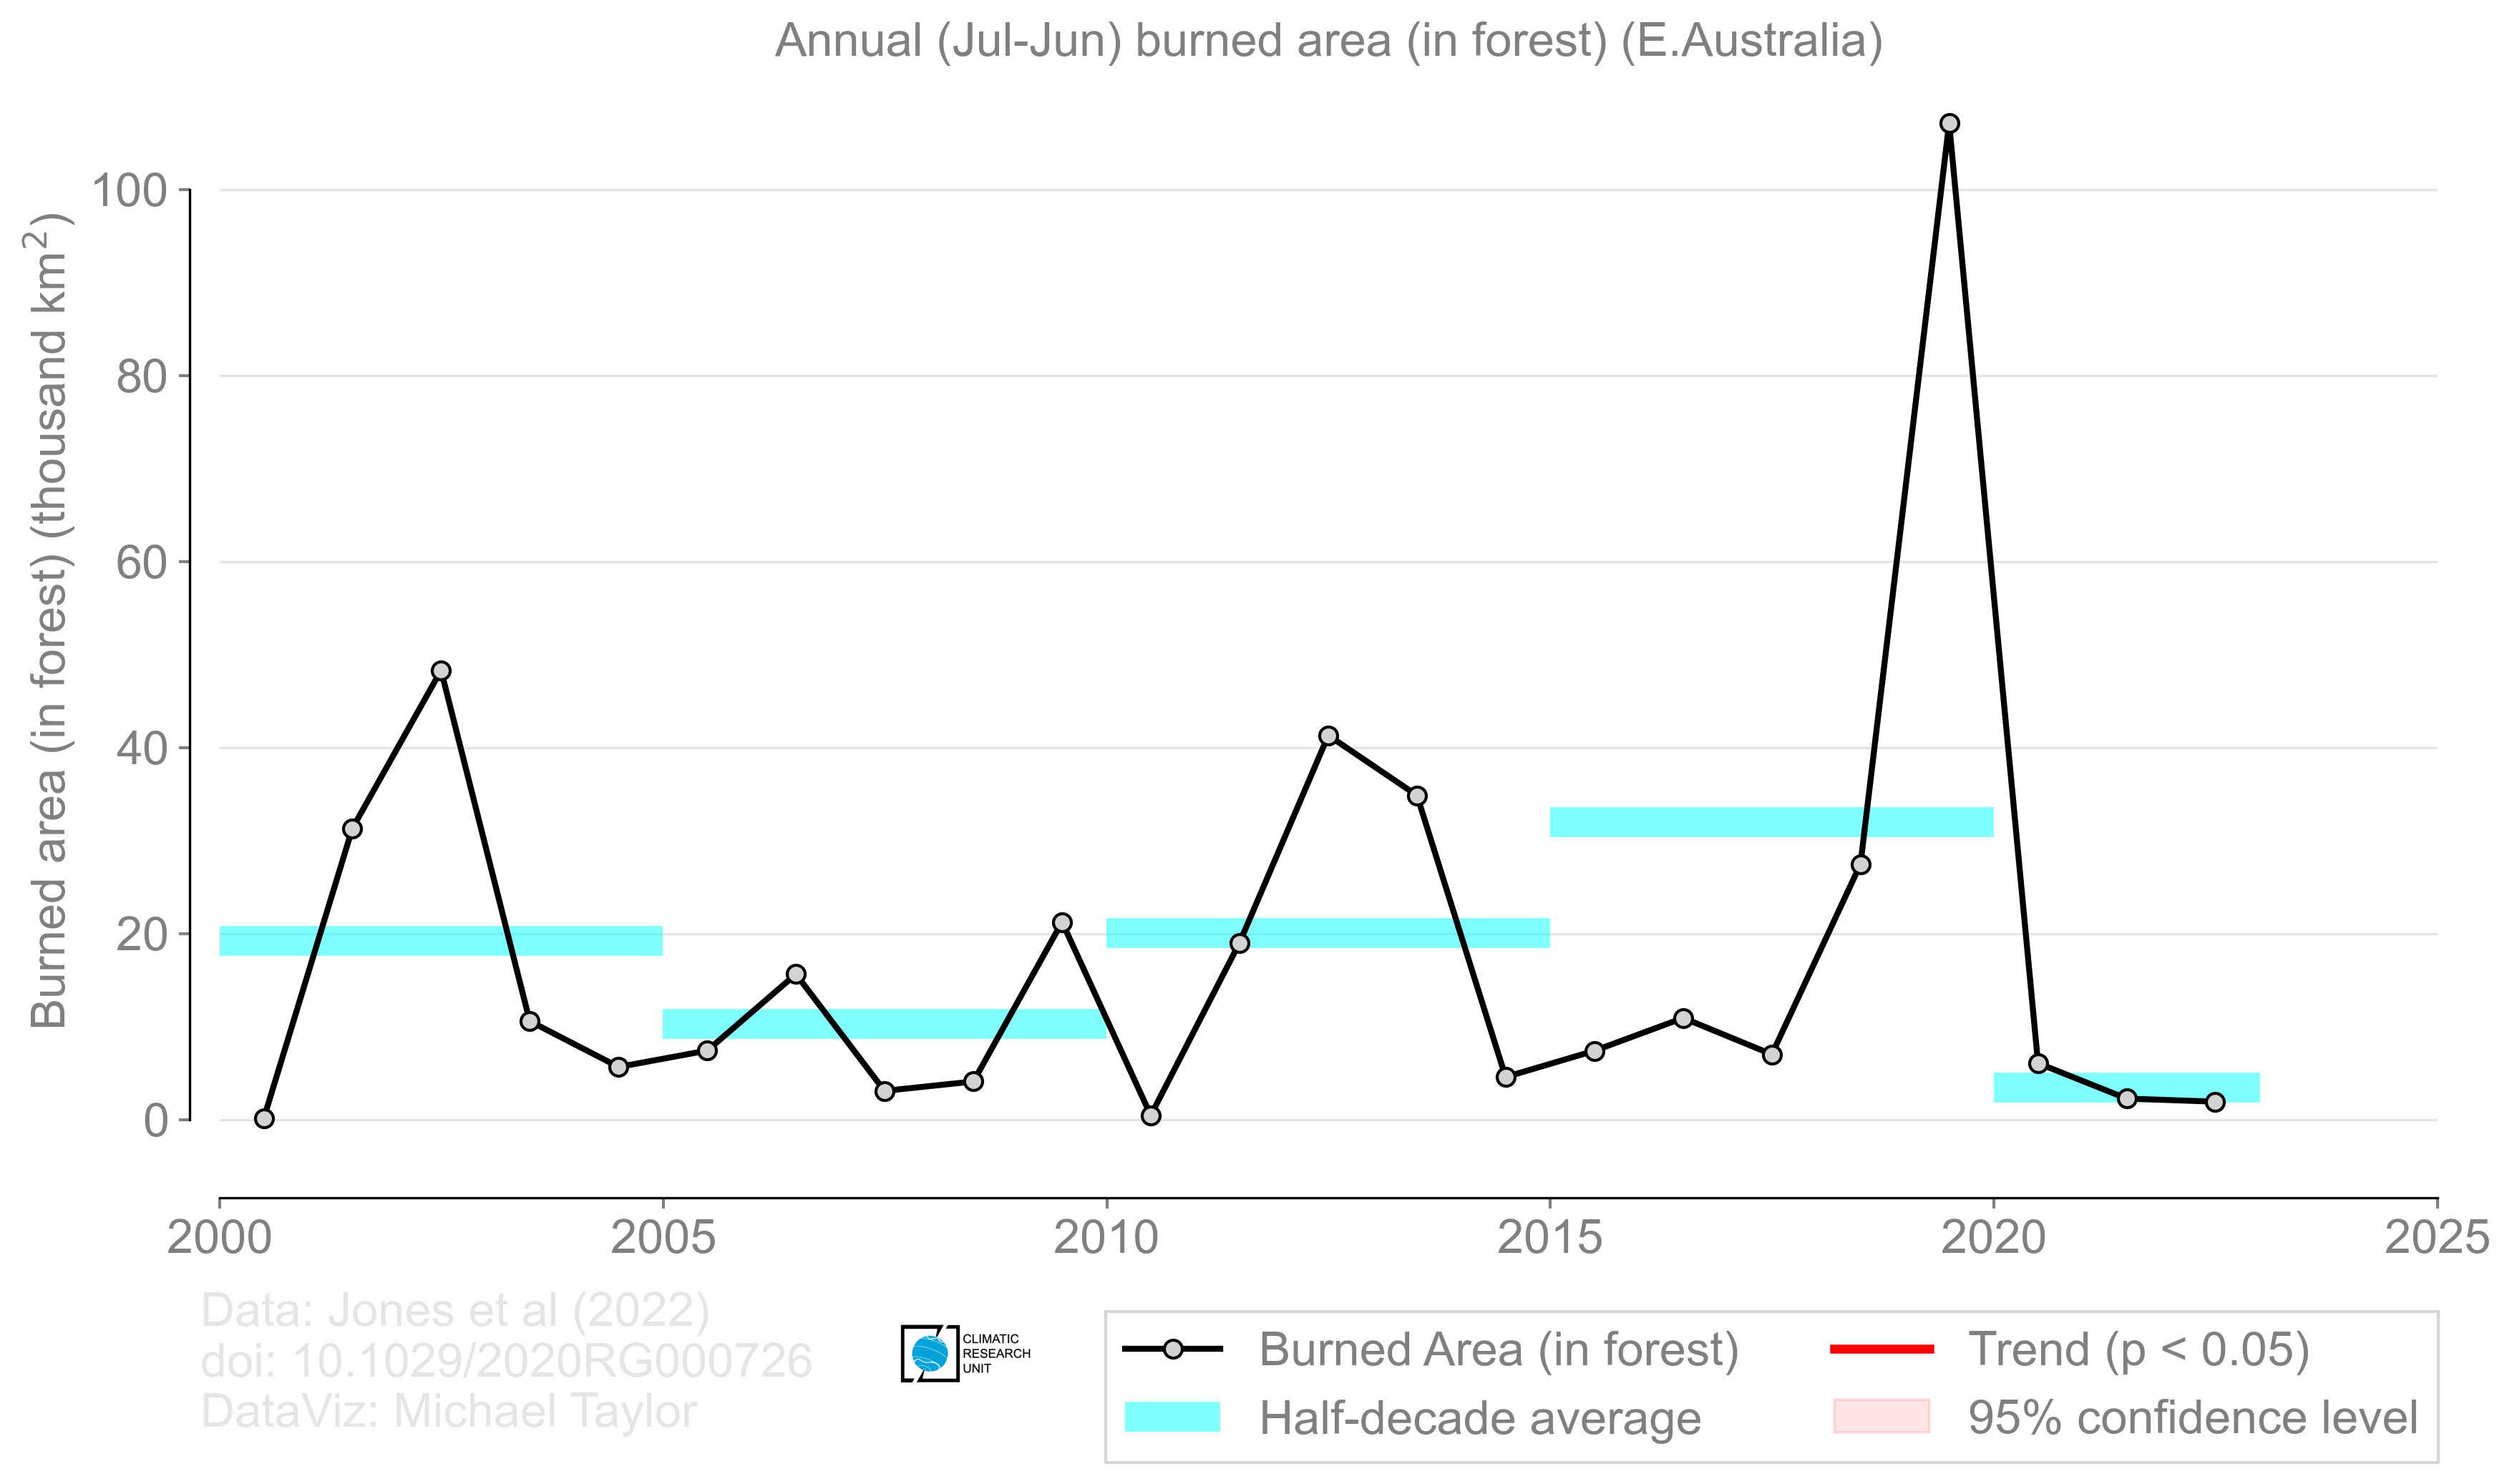 Annual (Jul-Jun) burned area (in forest) (E.Australia)
Burned area (in forest) (thousand km²)
100
80
60
40
20
0
2000
2005
2010
2015
2020
2025
Data: Jones et al (2022)
doi: 10.1029/2020RG000726
DataViz: Michael Taylor
CLIMATIC
RESEARCH
UNIT
Burned Area (in forest)
Half-decade average
Trend (p < 0.05)
95% confidence level